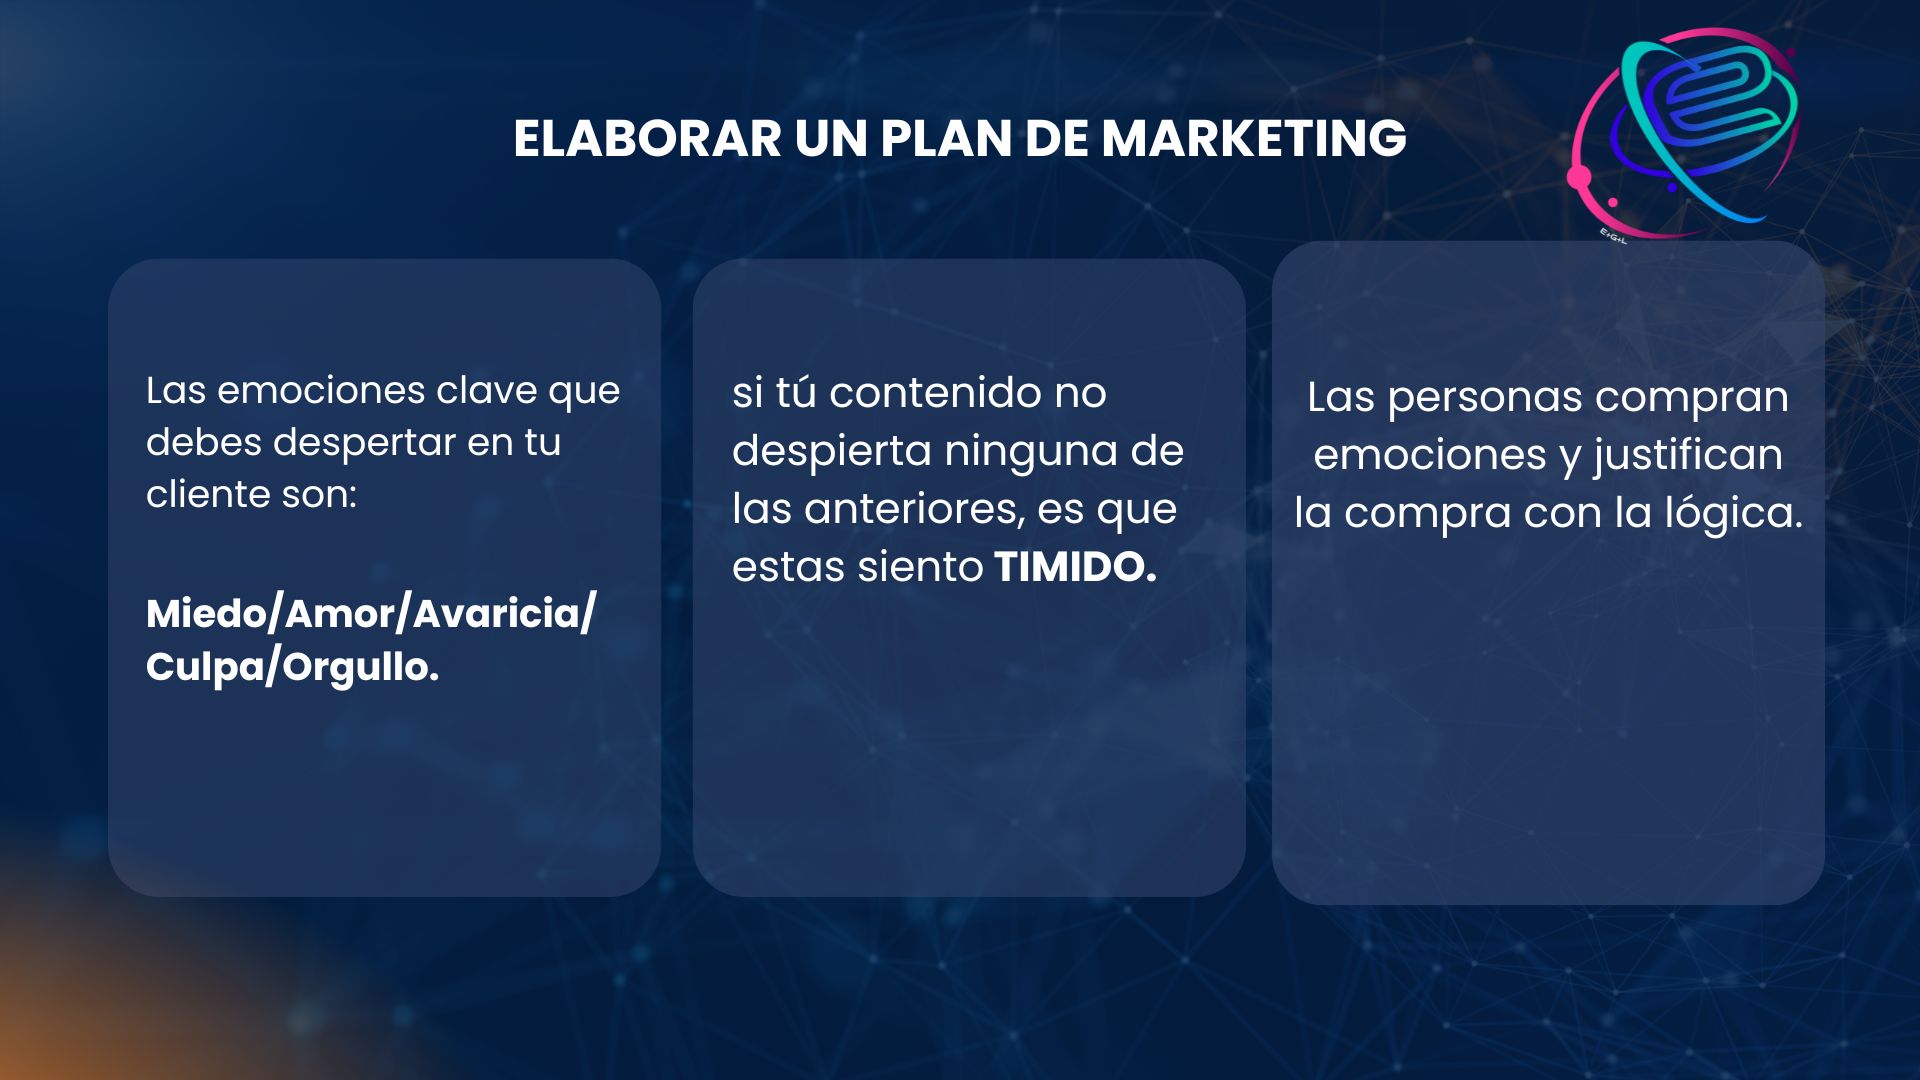 ELABORAR UN PLAN DE MARKETING
E+G+L
Las emociones clave que
debes despertar en tu
cliente son:
Miedo/Amor/Avaricia/
Culpa/Orgullo.
si tú contenido no
despierta ninguna de
las anteriores, es que
estas siento TIMIDO.
Las personas compran
emociones y justifican
la compra con la lógica.